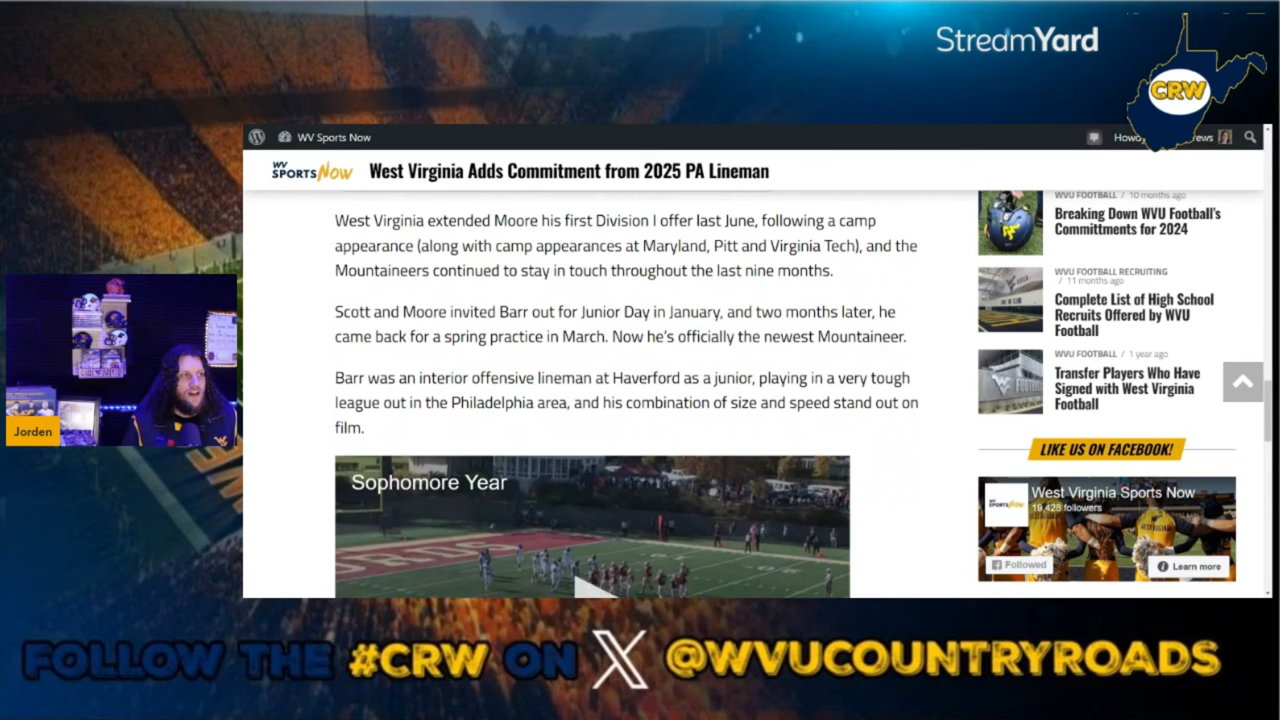 StreamYard
CRW
WV Sports Now
Howd
ews
WV
SPORTS NOW
West Virginia Adds Commitment from 2025 PA Lineman
West Virginia extended Moore his first Division I offer last June, following a camp
appearance (along with camp appearances at Maryland, Pitt and Virginia Tech), and the
Mountaineers continued to stay in touch throughout the last nine months.
Scott and Moore invited Barr out for Junior Day in January, and two months later, he
came back for a spring practice in March. Now he's officially the newest Mountaineer.
Barr was an interior offensive lineman at Haverford as a junior, playing in a very tough
league out in the Philadelphia area, and his combination of size and speed stand out on
film.
Sophomore Year
WVU FOOTBALL / 10 months ago
Breaking Down WVU Football's
Committments for 2024
WVU FOOTBALL RECRUITING
/ 11 months ago
Complete List of High School
Recruits Offered by WVU
Football
WVU FOOTBALL / 1 year ago
Transfer Players Who Have
Signed with West Virginia
Football
LIKE US ON FACEBOOK!
WV
SPORTS NOW
West Virginia Sports Now
19,428 followers
Followed
Learn more
Jorden
FOLLOW THE #CRW ON X @WVUCOUNTRYROADS